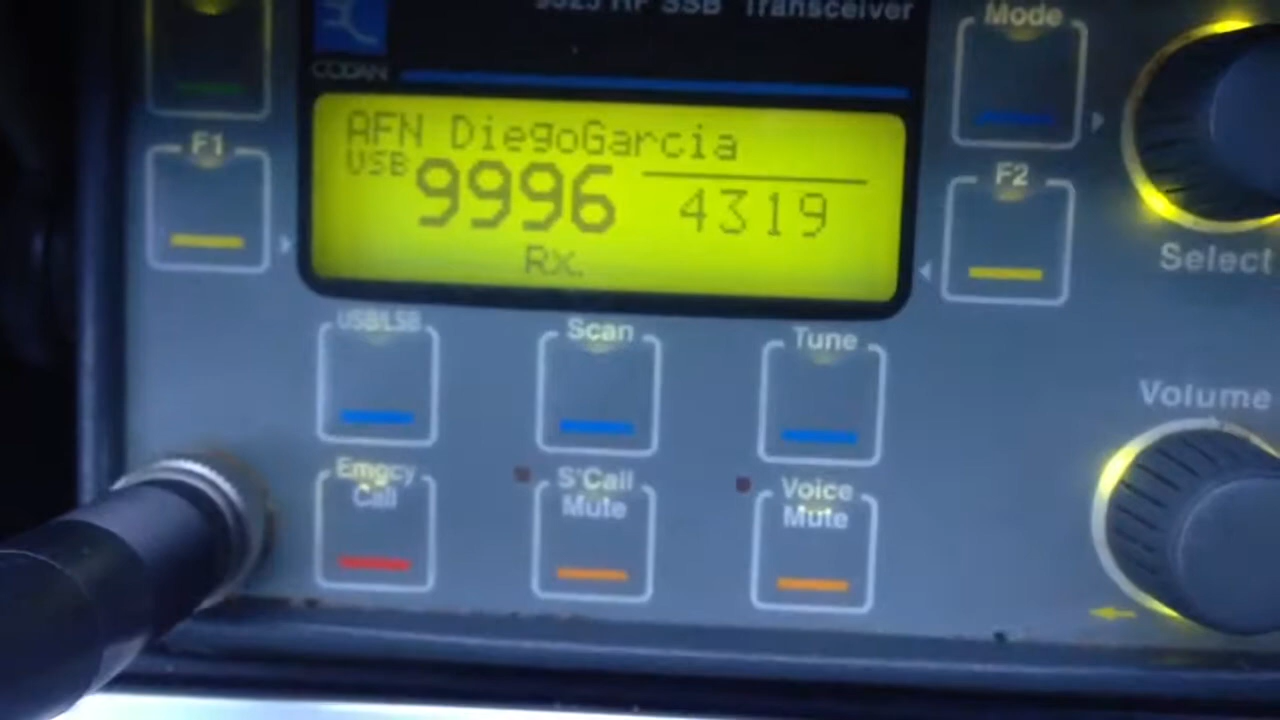 9323 HF SSB Transceiver
CODAN
Mode
AFN DiegoGarcia
USB 9996 4319
Rx.
F1
F2
Select
USB/LSB
Scan
Tune
Volume
Emgcy
Call
S'Call
Mute
Voice
Mute